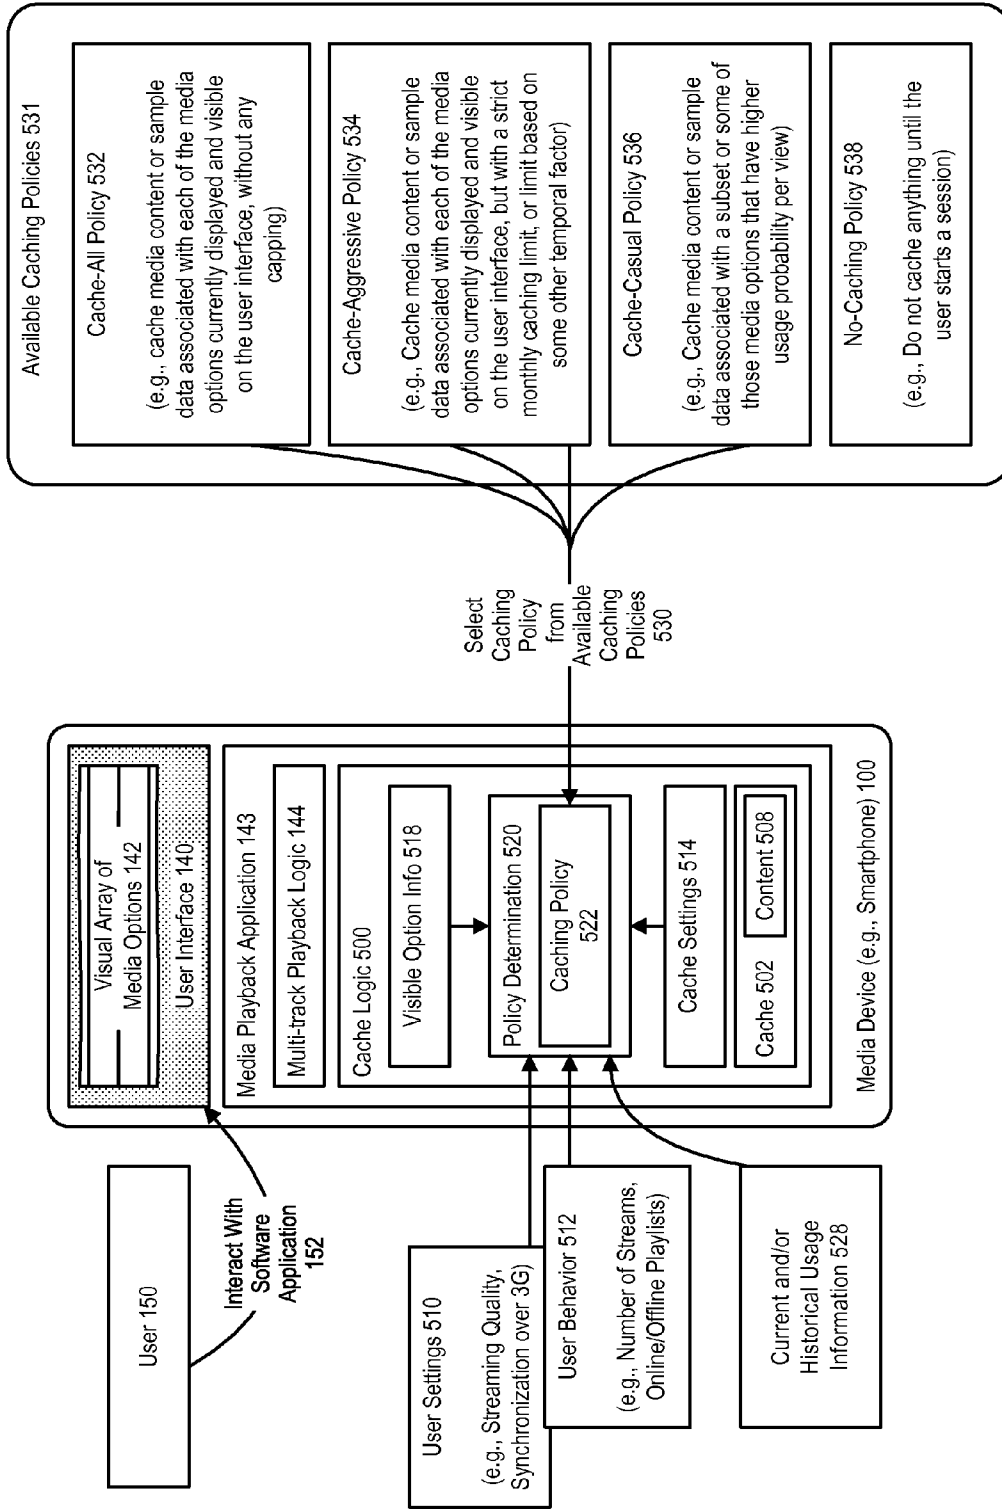 User 150
Interact With
Software
Application
152
User Settings 510
(e.g., Streaming Quality,
Synchronization over 3G)
User Behavior 512
(e.g., Number of Streams,
Online/Offline Playlists)
Current and/or
Historical Usage
Information 528
Visual Array of
Media Options 142
User Interface 140
Media Playback Application 143
Multi-track Playback Logic 144
Cache Logic 500
Visible Option Info 518
Policy Determination 520
Caching Policy
522
Cache Settings 514
Cache 502
Content 508
Media Device (e.g., Smartphone) 100
Select
Caching
Policy
from
Available
Caching
Policies
530
Available Caching Policies 531
Cache-All Policy 532
(e.g., cache media content or sample
data associated with each of the media
options currently displayed and visible
on the user interface, without any
capping)
Cache-Aggressive Policy 534
(e.g., Cache media content or sample
data associated with each of the media
options currently displayed and visible
on the user interface, but with a strict
monthly caching limit, or limit based on
some other temporal factor)
Cache-Casual Policy 536
(e.g., Cache media content or sample
data associated with a subset or some of
those media options that have higher
usage probability per view)
No-Caching Policy 538
(e.g., Do not cache anything until the
user starts a session)